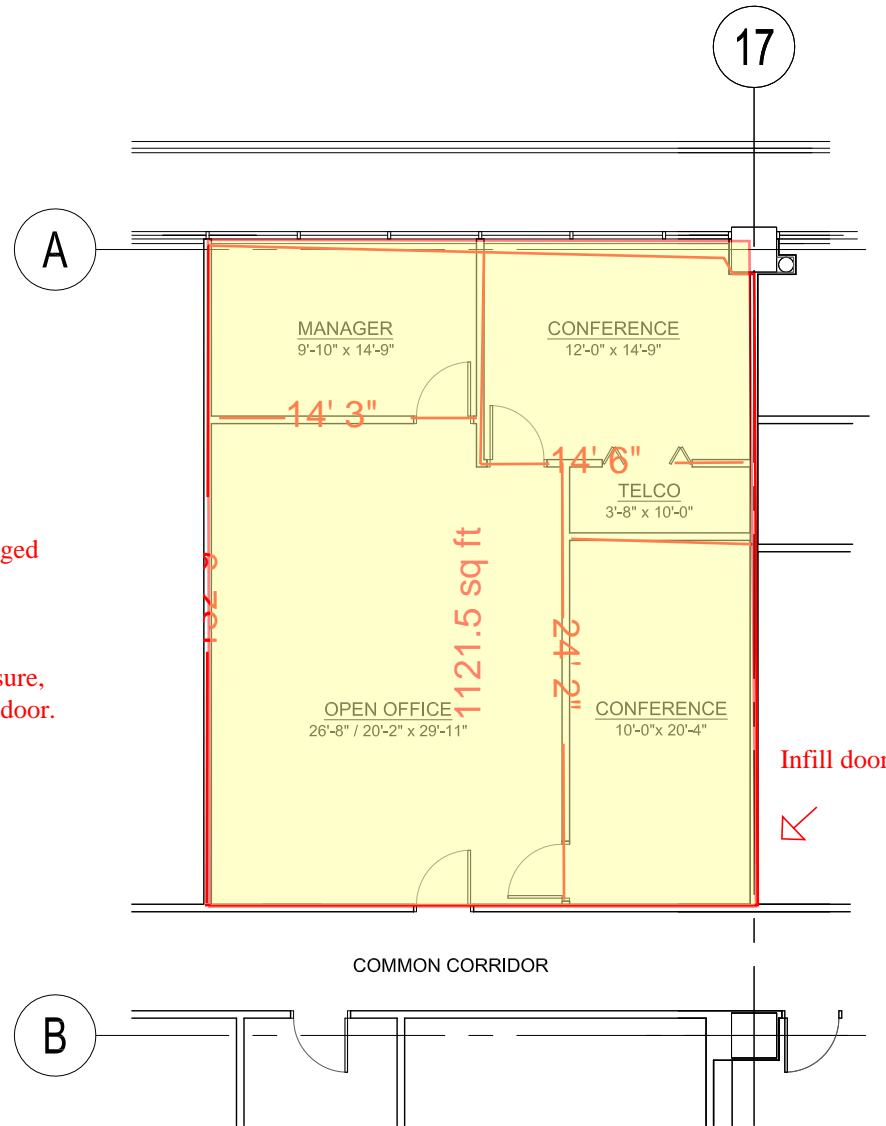 17
A
MANAGER
9'-10" x 14'-9"
CONFERENCE
12'-0" x 14'-9"
14' 3"
14' 6"
TELCO
3'-8" x 10'-0"
ged
1121.5 sq ft
24' 2"
sure,
door.
OPEN OFFICE
26'-8" / 20'-2" x 29'-11"
CONFERENCE
10'-0"x 20'-4"
Infill door
COMMON CORRIDOR
B